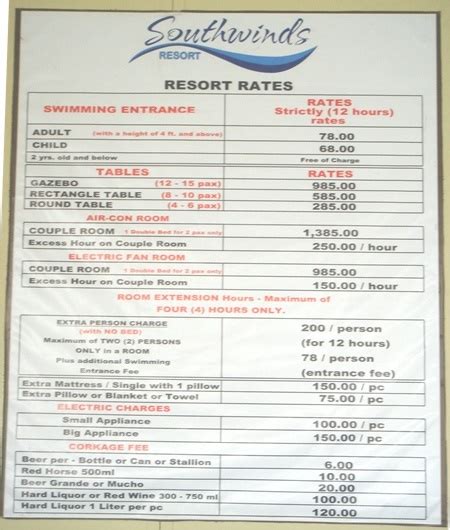 Southwinds
RESORT
RESORT RATES
SWIMMING ENTRANCE RATES
Strictly (12 hours)
rates
ADULT (with a height of 4 ft. and above) 78.00
CHILD 68.00
2 yrs. old and below Free of Charge
TABLES RATES
GAZEBO (12 - 15 pax) 985.00
RECTANGLE TABLE (8 - 10 pax) 585.00
ROUND TABLE (4 - 6 pax) 285.00
AIR-CON ROOM
COUPLE ROOM 1 Double Bed for 2 pax only 1,385.00
Excess Hour on Couple Room 250.00 / hour
ELECTRIC FAN ROOM
COUPLE ROOM 1 Double Bed for 2 pax only 985.00
Excess Hour on Couple Room 150.00 / hour
ROOM EXTENSION Hours - Maximum of
FOUR (4) HOURS ONLY.
EXTRA PERSON CHARGE 200 / person
(with NO BED)
Maximum of TWO (2) PERSONS (for 12 hours)
ONLY in a ROOM 78 / person
Plus additional Swimming
Entrance Fee (entrance fee)
Extra Mattress / Single with 1 pillow 150.00 / pc
Extra Pillow or Blanket or Towel 75.00 / pc
ELECTRIC CHARGES
Small Appliance 100.00 / pc
Big Appliance 150.00 / pc
CORKAGE FEE
Beer per - Bottle or Can or Stallion 6.00
Red Horse 500ml 10.00
Beer Grande or Mucho 20.00
Hard Liquor or Red Wine 300 - 750 ml 100.00
Hard Liquor 1 Liter per pc 120.00